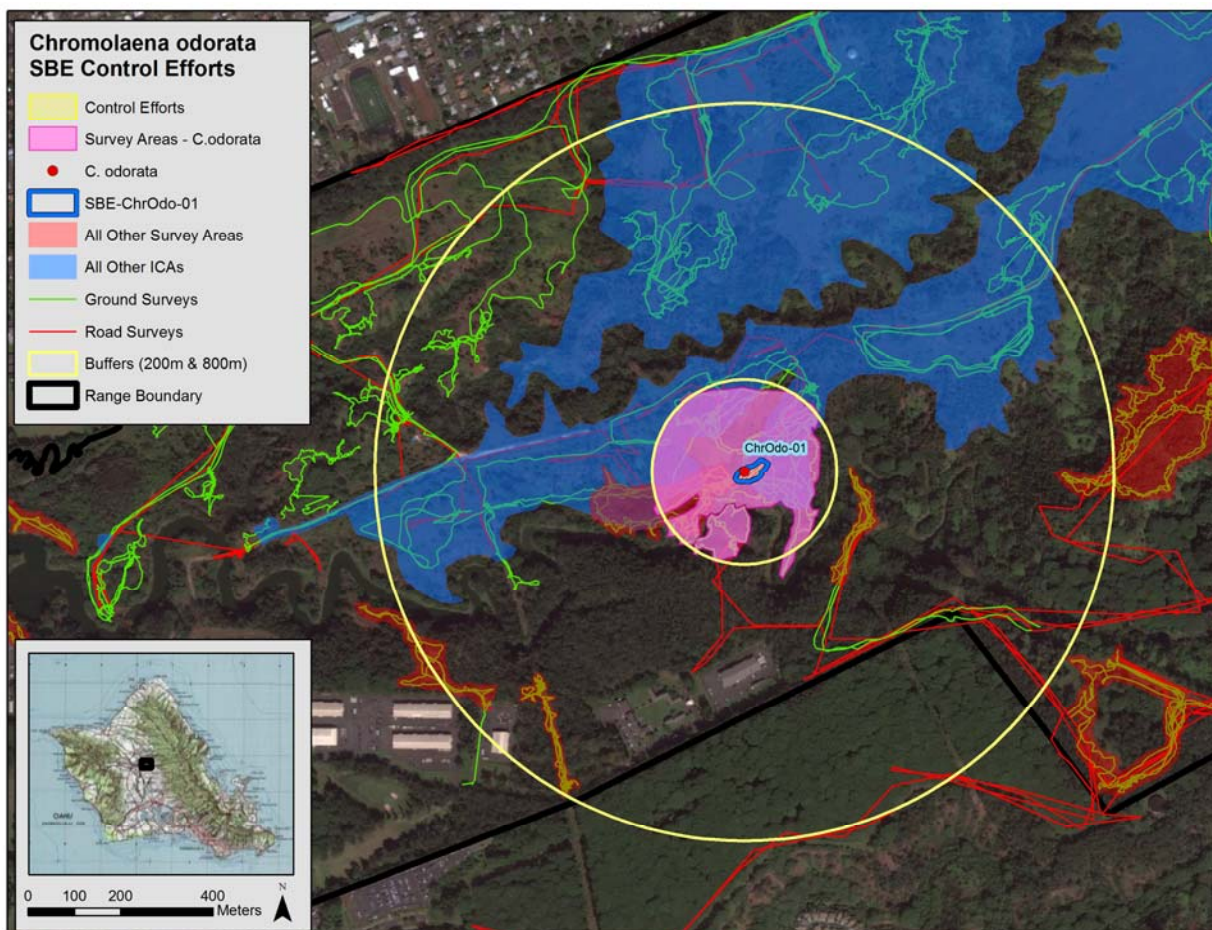 Chromolaena odorata
SBE Control Efforts
Control Efforts
Survey Areas - C.odorata
C. odorata
SBE-ChrOdo-01
All Other Survey Areas
All Other ICAs
Ground Surveys
Road Surveys
Buffers (200m & 800m)
Range Boundary
ChrOdo-01
OAHU
0 100 200 400
Meters
N